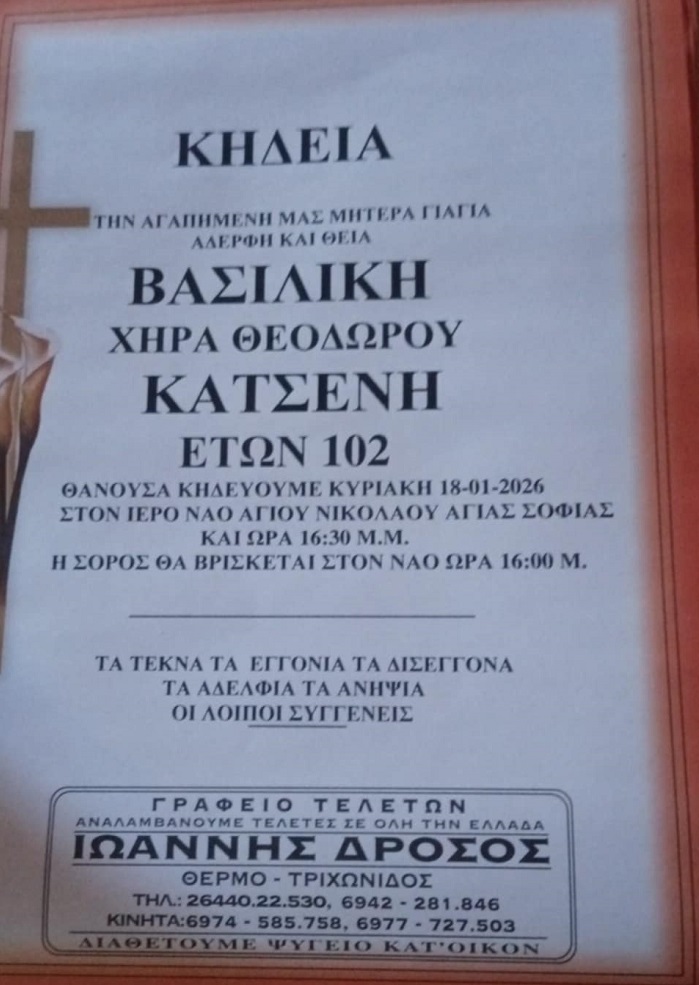 ΚΗΔΕΙΑ
ΤΗΝ ΑΓΑΠΗΜΕΝΗ ΜΑΣ ΜΗΤΕΡΑ ΓΙΑΓΙΑ
ΑΔΕΡΦΗ ΚΑΙ ΘΕΙΑ
ΒΑΣΙΛΙΚΗ
ΧΗΡΑ ΘΕΟΔΩΡΟΥ
ΚΑΤΣΕΝΗ
ΕΤΩΝ 102
ΘΑΝΟΥΣΑ ΚΗΔΕΥΟΥΜΕ ΚΥΡΙΑΚΗ 18-01-2026
ΣΤΟΝ ΙΕΡΟ ΝΑΟ ΑΓΙΟΥ ΝΙΚΟΛΑΟΥ ΑΓΙΑΣ ΣΟΦΙΑΣ
ΚΑΙ ΩΡΑ 16:30 Μ.Μ.
Η ΣΟΡΟΣ ΘΑ ΒΡΙΣΚΕΤΑΙ ΣΤΟΝ ΝΑΟ ΩΡΑ 16:00 Μ.
ΤΑ ΤΕΚΝΑ ΤΑ ΕΓΓΟΝΙΑ ΤΑ ΔΙΣΕΓΓΟΝΑ
ΤΑ ΑΔΕΛΦΙΑ ΤΑ ΑΝΗΨΙΑ
ΟΙ ΛΟΙΠΟΙ ΣΥΓΓΕΝΕΙΣ
ΓΡΑΦΕΙΟ ΤΕΛΕΤΩΝ
ΑΝΑΛΑΜΒΑΝΟΥΜΕ ΤΕΛΕΤΕΣ ΣΕ ΟΛΗ ΤΗΝ ΕΛΛΑΔΑ
ΙΩΑΝΝΗΣ ΔΡΟΣΟΣ
ΘΕΡΜΟ - ΤΡΙΧΩΝΙΔΟΣ
ΤΗΛ.: 26440.22.530, 6942 - 281.846
ΚΙΝΗΤΑ:6974 - 585.758, 6977 - 727.503
ΔΙΑΘΕΤΟΥΜΕ ΨΥΓΕΙΟ ΚΑΤ'ΟΙΚΟΝ